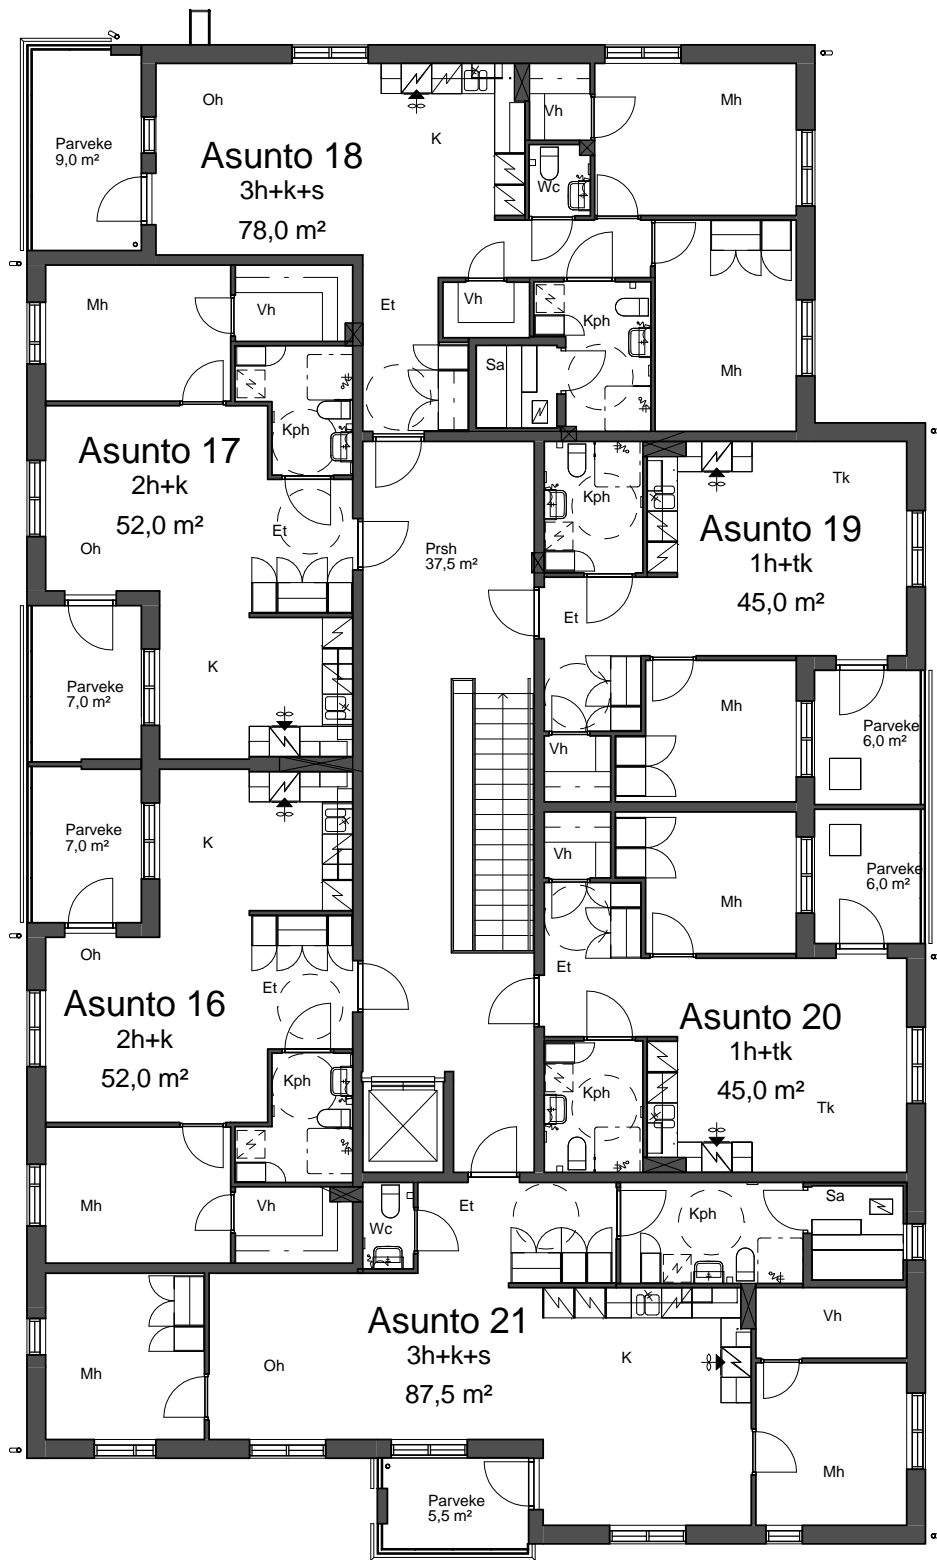 Oh
Mh
Vh
K
Parveke
9,0 m²
Asunto 18
3h+k+s
78,0 m²
Wc
Mh
Vh
Et
Vh
Kph
Sa
Mh
Kph
Asunto 17
2h+k
52,0 m²
Et
Oh
K
Parveke
7,0 m²
Prsh
37,5 m²
Tk
Kph
Asunto 19
1h+tk
45,0 m²
Et
Mh
Vh
Parveke
6,0 m²
Parveke
7,0 m²
K
Oh
Et
Asunto 16
2h+k
52,0 m²
Kph
Mh
Vh
Vh
Mh
Parveke
6,0 m²
Et
Asunto 20
1h+tk
45,0 m²
Kph
Tk
Wc
Et
Kph
Sa
Asunto 21
3h+k+s
87,5 m²
Oh
Mh
K
Vh
Mh
Parveke
5,5 m²